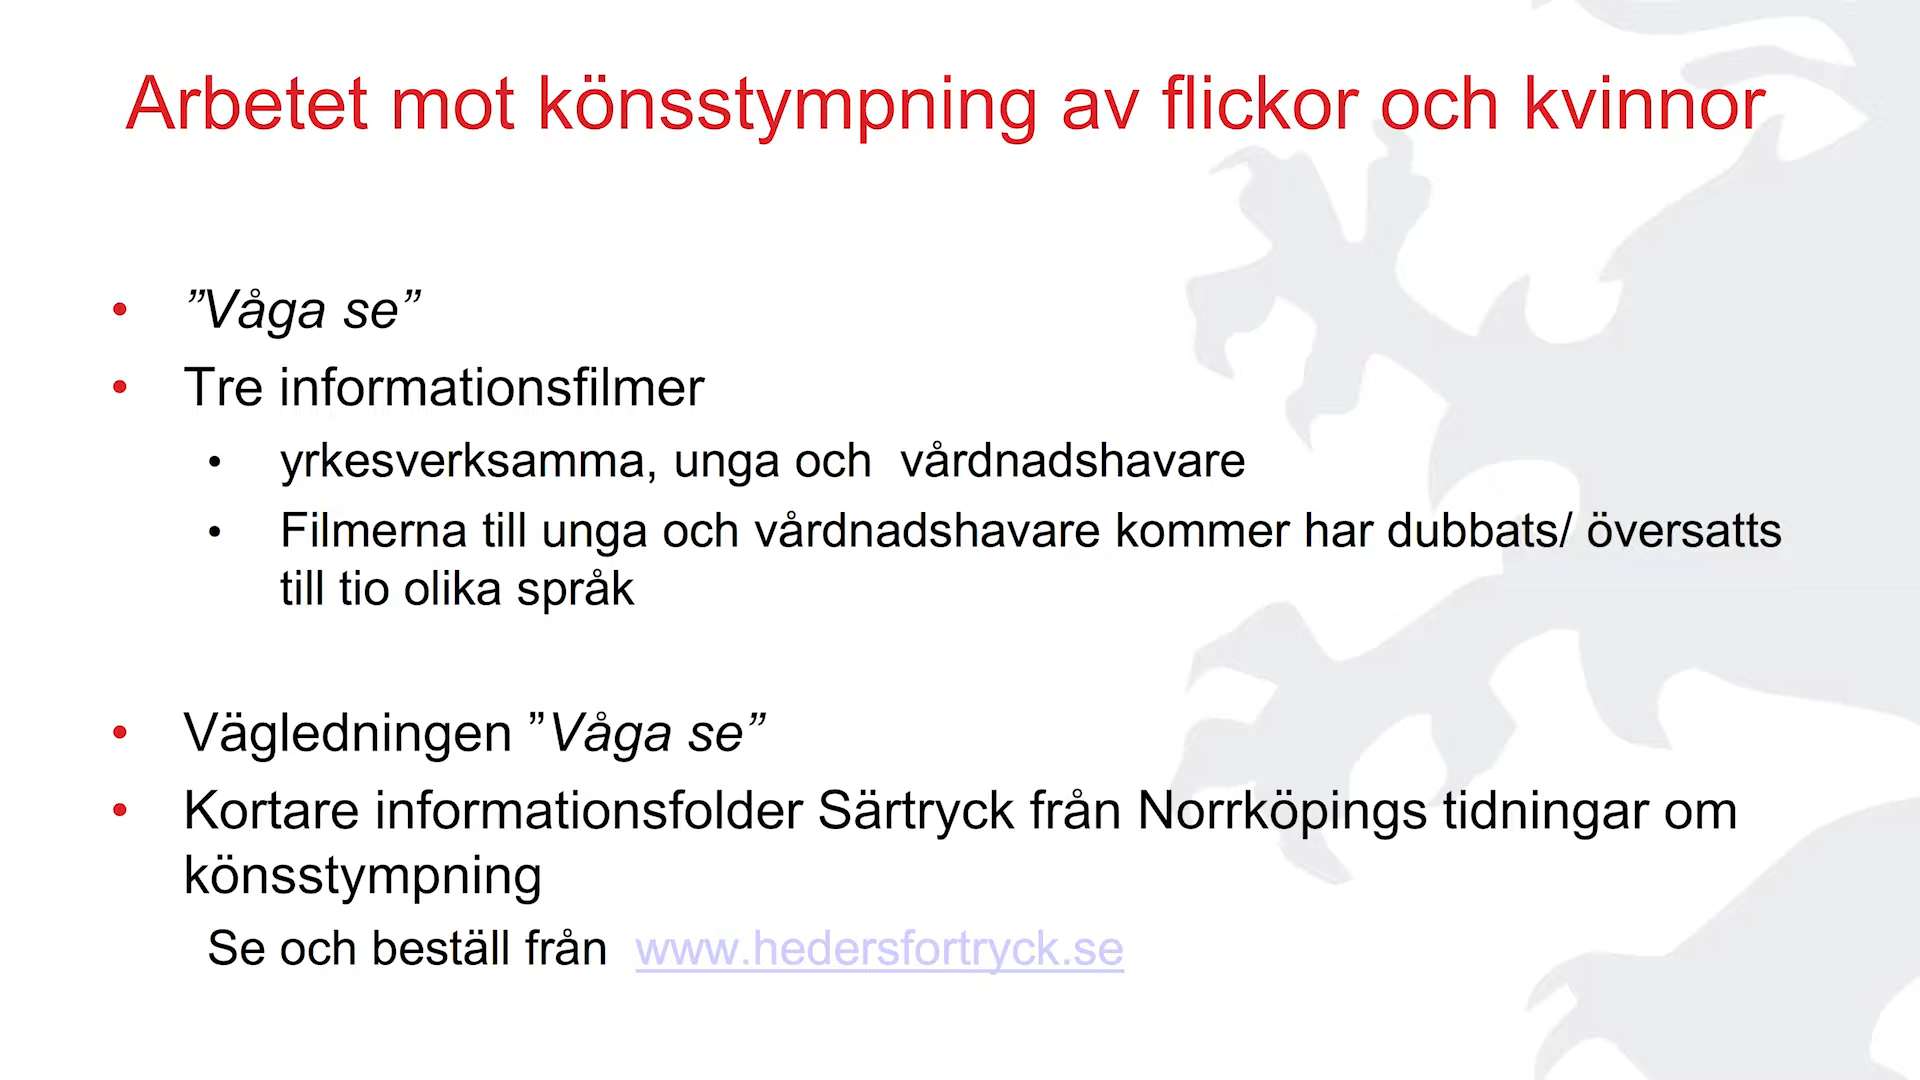 Arbetet mot könsstympning av flickor och kvinnor
• ”Våga se”
• Tre informationsfilmer
• yrkesverksamma, unga och vårdnadshavare
• Filmerna till unga och vårdnadshavare kommer har dubbats/ översatts
till tio olika språk
• Vägledningen ”Våga se”
• Kortare informationsfolder Särtryck från Norrköpings tidningar om
könsstympning
Se och beställ från www.hedersfortryck.se